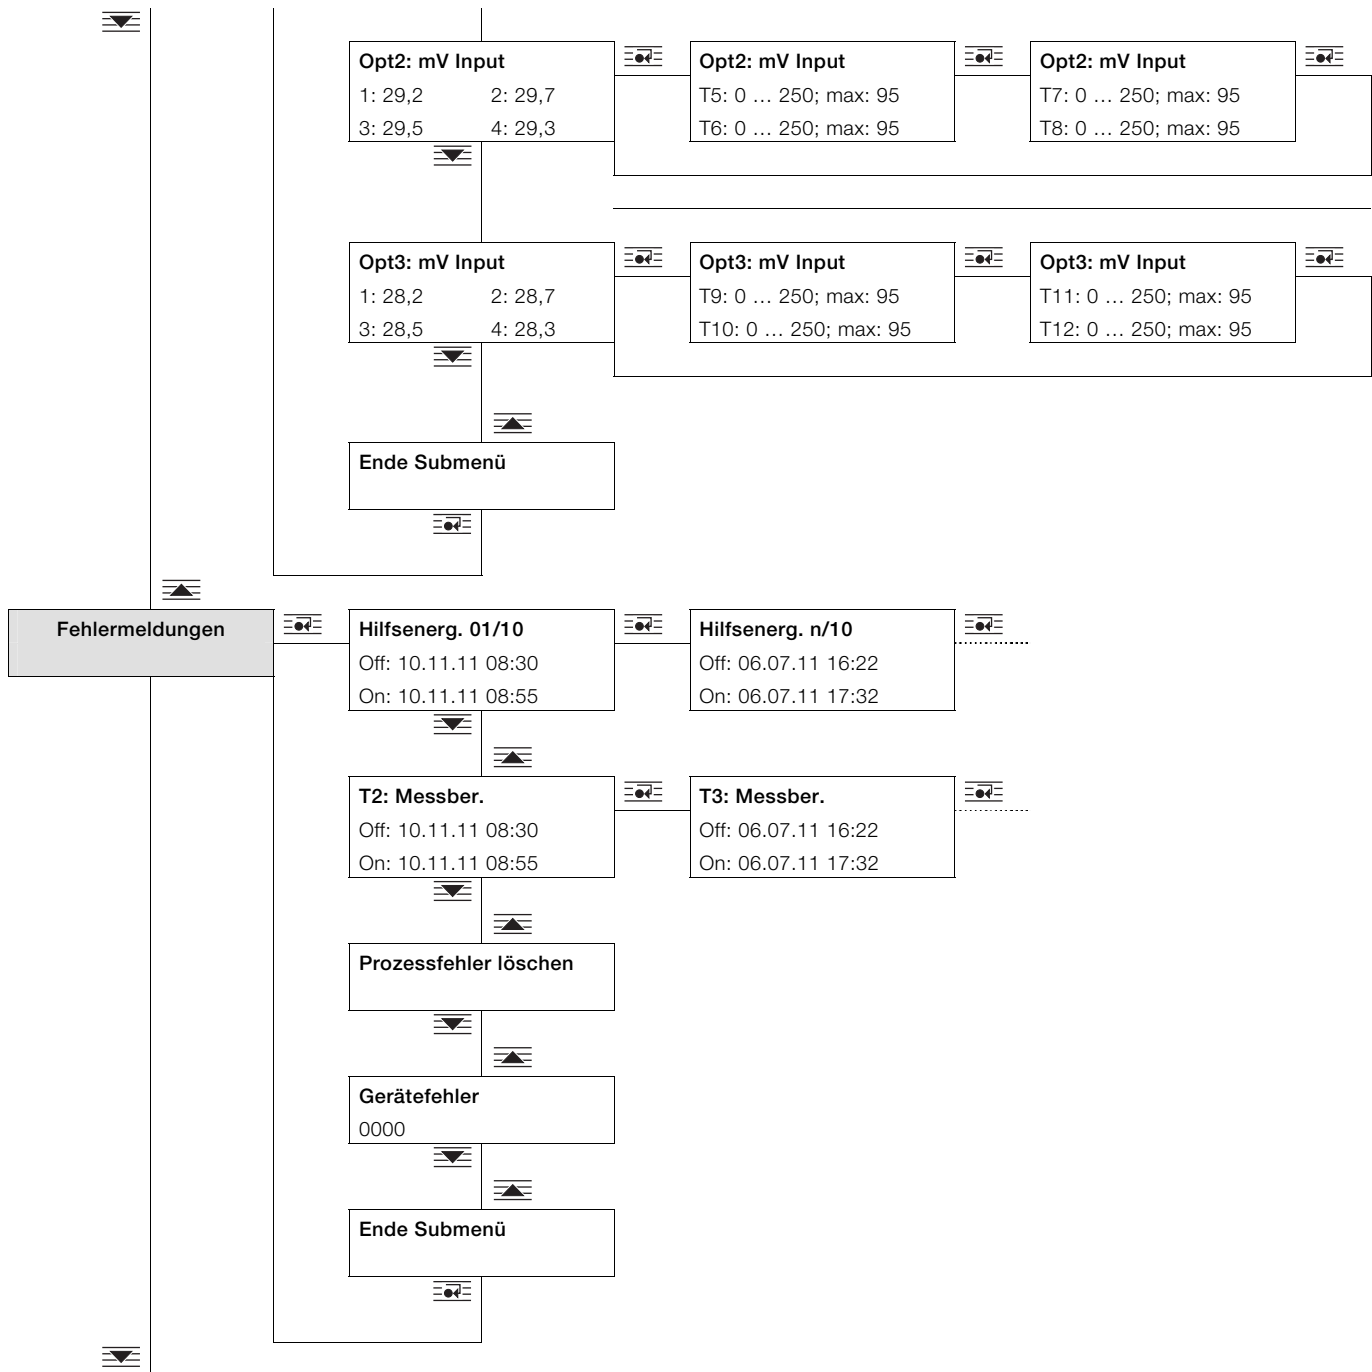 Opt2: mV Input
1: 29,2 2: 29,7
3: 29,5 4: 29,3
Opt2: mV Input
T5: 0 … 250; max: 95
T6: 0 … 250; max: 95
Opt2: mV Input
T7: 0 … 250; max: 95
T8: 0 … 250; max: 95
Opt3: mV Input
1: 28,2 2: 28,7
3: 28,5 4: 28,3
Opt3: mV Input
T9: 0 … 250; max: 95
T10: 0 … 250; max: 95
Opt3: mV Input
T11: 0 … 250; max: 95
T12: 0 … 250; max: 95
Ende Submenü
Fehlermeldungen
Hilfsenerg. 01/10
Off: 10.11.11 08:30
On: 10.11.11 08:55
Hilfsenerg. n/10
Off: 06.07.11 16:22
On: 06.07.11 17:32
T2: Messber.
Off: 10.11.11 08:30
On: 10.11.11 08:55
T3: Messber.
Off: 06.07.11 16:22
On: 06.07.11 17:32
Prozessfehler löschen
Gerätefehler
0000
Ende Submenü